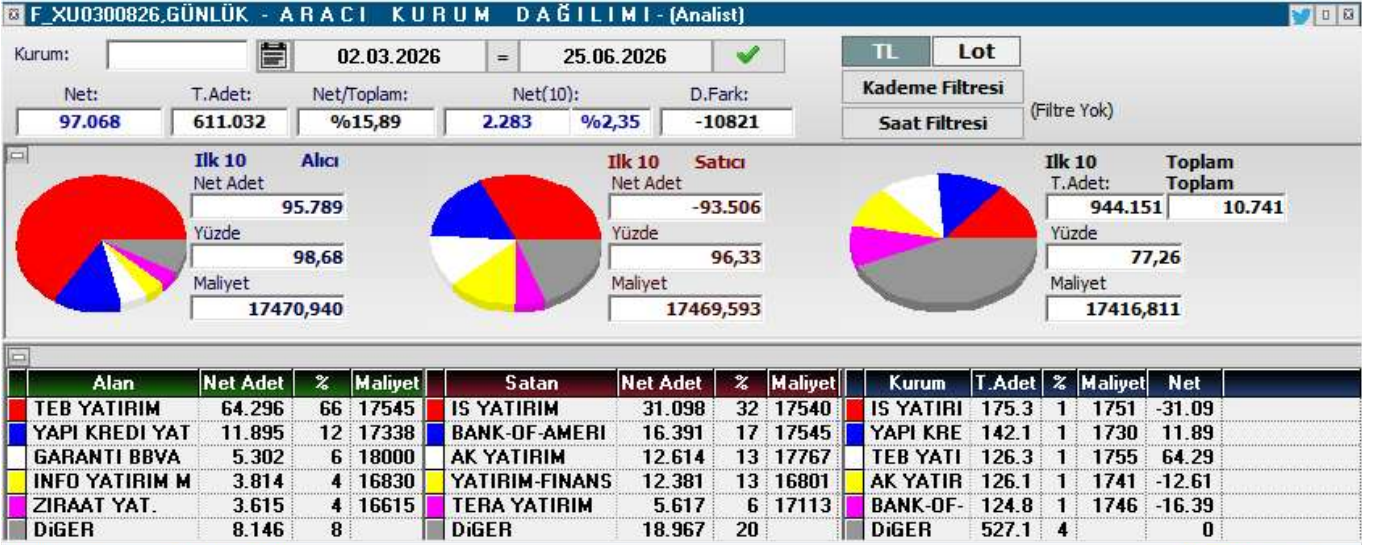 F_XU0300826,GÜNLÜK - ARACI KURUM DAĞILIMI - (Analist)
Kurum: 02.03.2026 = 25.06.2026 TL Lot
Kademe Filtresi
Net: T.Adet: Net/Toplam: Net(10): D.Fark:
97.068 611.032 %15,89 2.283 %2,35 -10821 Saat Filtresi (Filtre Yok)
Ilk 10 Alıcı Ilk 10 Satıcı Ilk 10 Toplam
Net Adet Net Adet T.Adet: Toplam
95.789 -93.506 944.151 10.741
Yüzde Yüzde Yüzde
98,68 96,33 77,26
Maliyet Maliyet Maliyet
17470,940 17469,593 17416,811
Alan Net Adet % Maliyet Satan Net Adet % Maliyet Kurum T.Adet % Maliyet Net
TEB YATIRIM 64.296 66 17545 IS YATIRIM 31.098 32 17540 IS YATIRI 175.3 1 1751 -31.09
YAPI KREDI YAT 11.895 12 17338 BANK-OF-AMERI 16.391 17 17545 YAPI KRE 142.1 1 1730 11.89
GARANTI BBVA 5.302 6 18000 AK YATIRIM 12.614 13 17767 TEB YATI 126.3 1 1755 64.29
INFO YATIRIM M 3.814 4 16830 YATIRIM-FINANS 12.381 13 16801 AK YATIR 126.1 1 1741 -12.61
ZIRAAT YAT. 3.615 4 16615 TERA YATIRIM 5.617 6 17113 BANK-OF- 124.8 1 1746 -16.39
DiGER 8.146 8 DiGER 18.967 20 DiGER 527.1 4 0